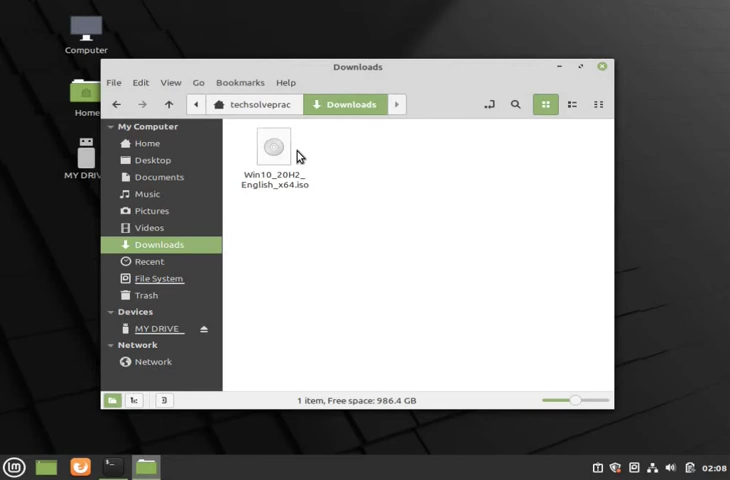 Computer
Home
MY DRIV
Downloads
File Edit View Go Bookmarks Help
techsolveprac Downloads
My Computer
Home
Desktop
Documents
Music
Pictures
Videos
Downloads
Recent
File System
Trash
Devices
MY DRIVE
Network
Network
Win10_20H2_
English_x64.iso
1 item, Free space: 986.4 GB
02:08